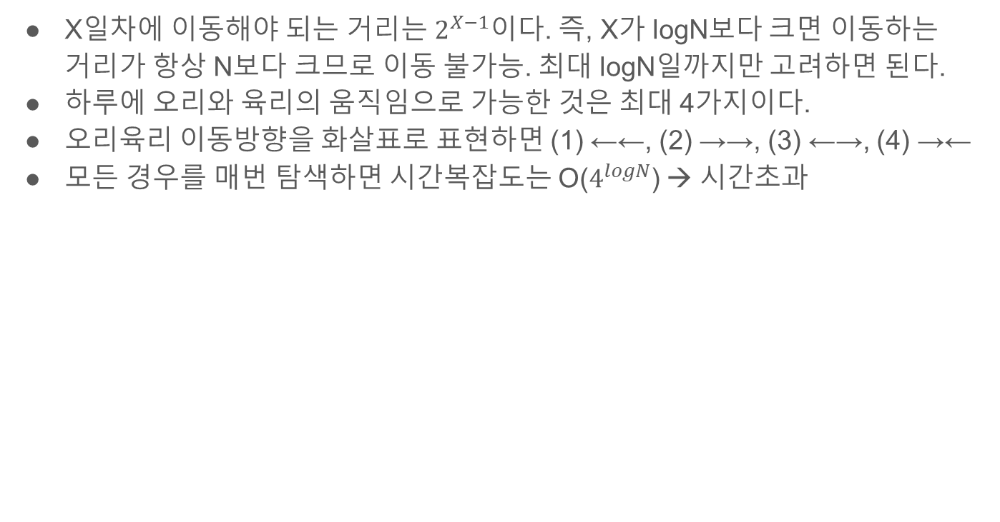 ● X일차에 이동해야 되는 거리는 2^{X−1}이다. 즉, X가 logN보다 크면 이동하는
거리가 항상 N보다 크므로 이동 불가능. 최대 logN일까지만 고려하면 된다.
● 하루에 오리와 육리의 움직임으로 가능한 것은 최대 4가지이다.
● 오리육리 이동방향을 화살표로 표현하면 (1) ←←, (2) →→, (3) ←→, (4) →←
● 모든 경우를 매번 탐색하면 시간복잡도는 O(4^{logN}) → 시간초과